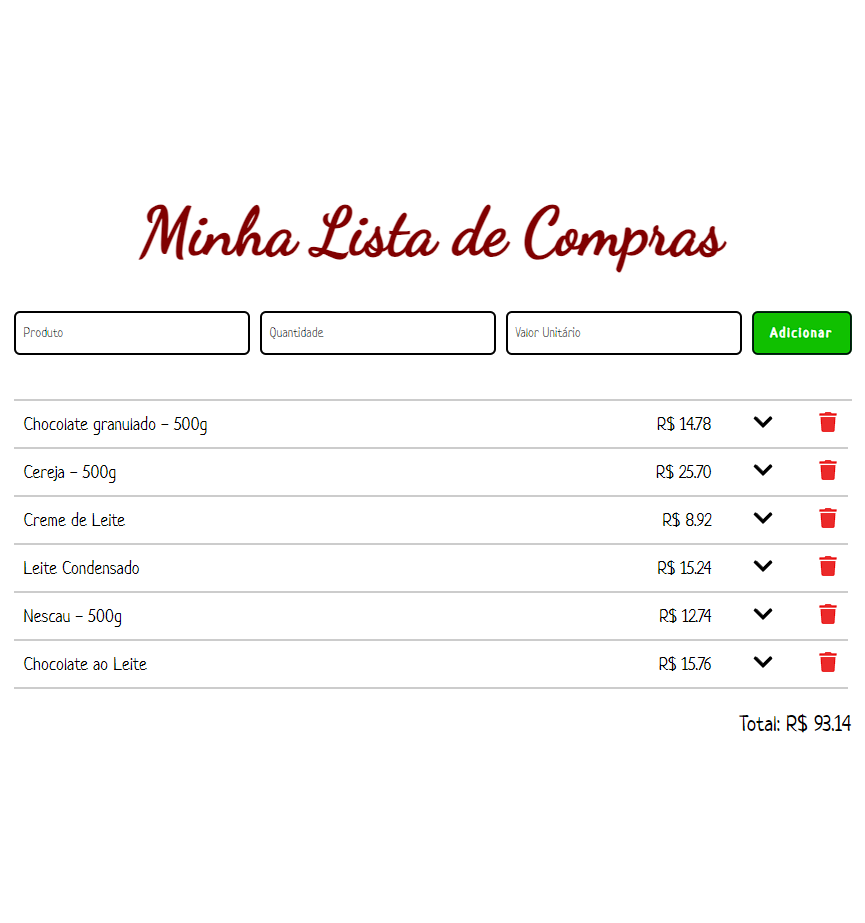 Minha Lista de Compras
Produto Quantidade Valor Unitário Adicionar
Chocolate granulado - 500g R$ 14.78
Cereja - 500g R$ 25.70
Creme de Leite R$ 8.92
Leite Condensado R$ 15.24
Nescau - 500g R$ 12.74
Chocolate ao Leite R$ 15.76
Total: R$ 93.14